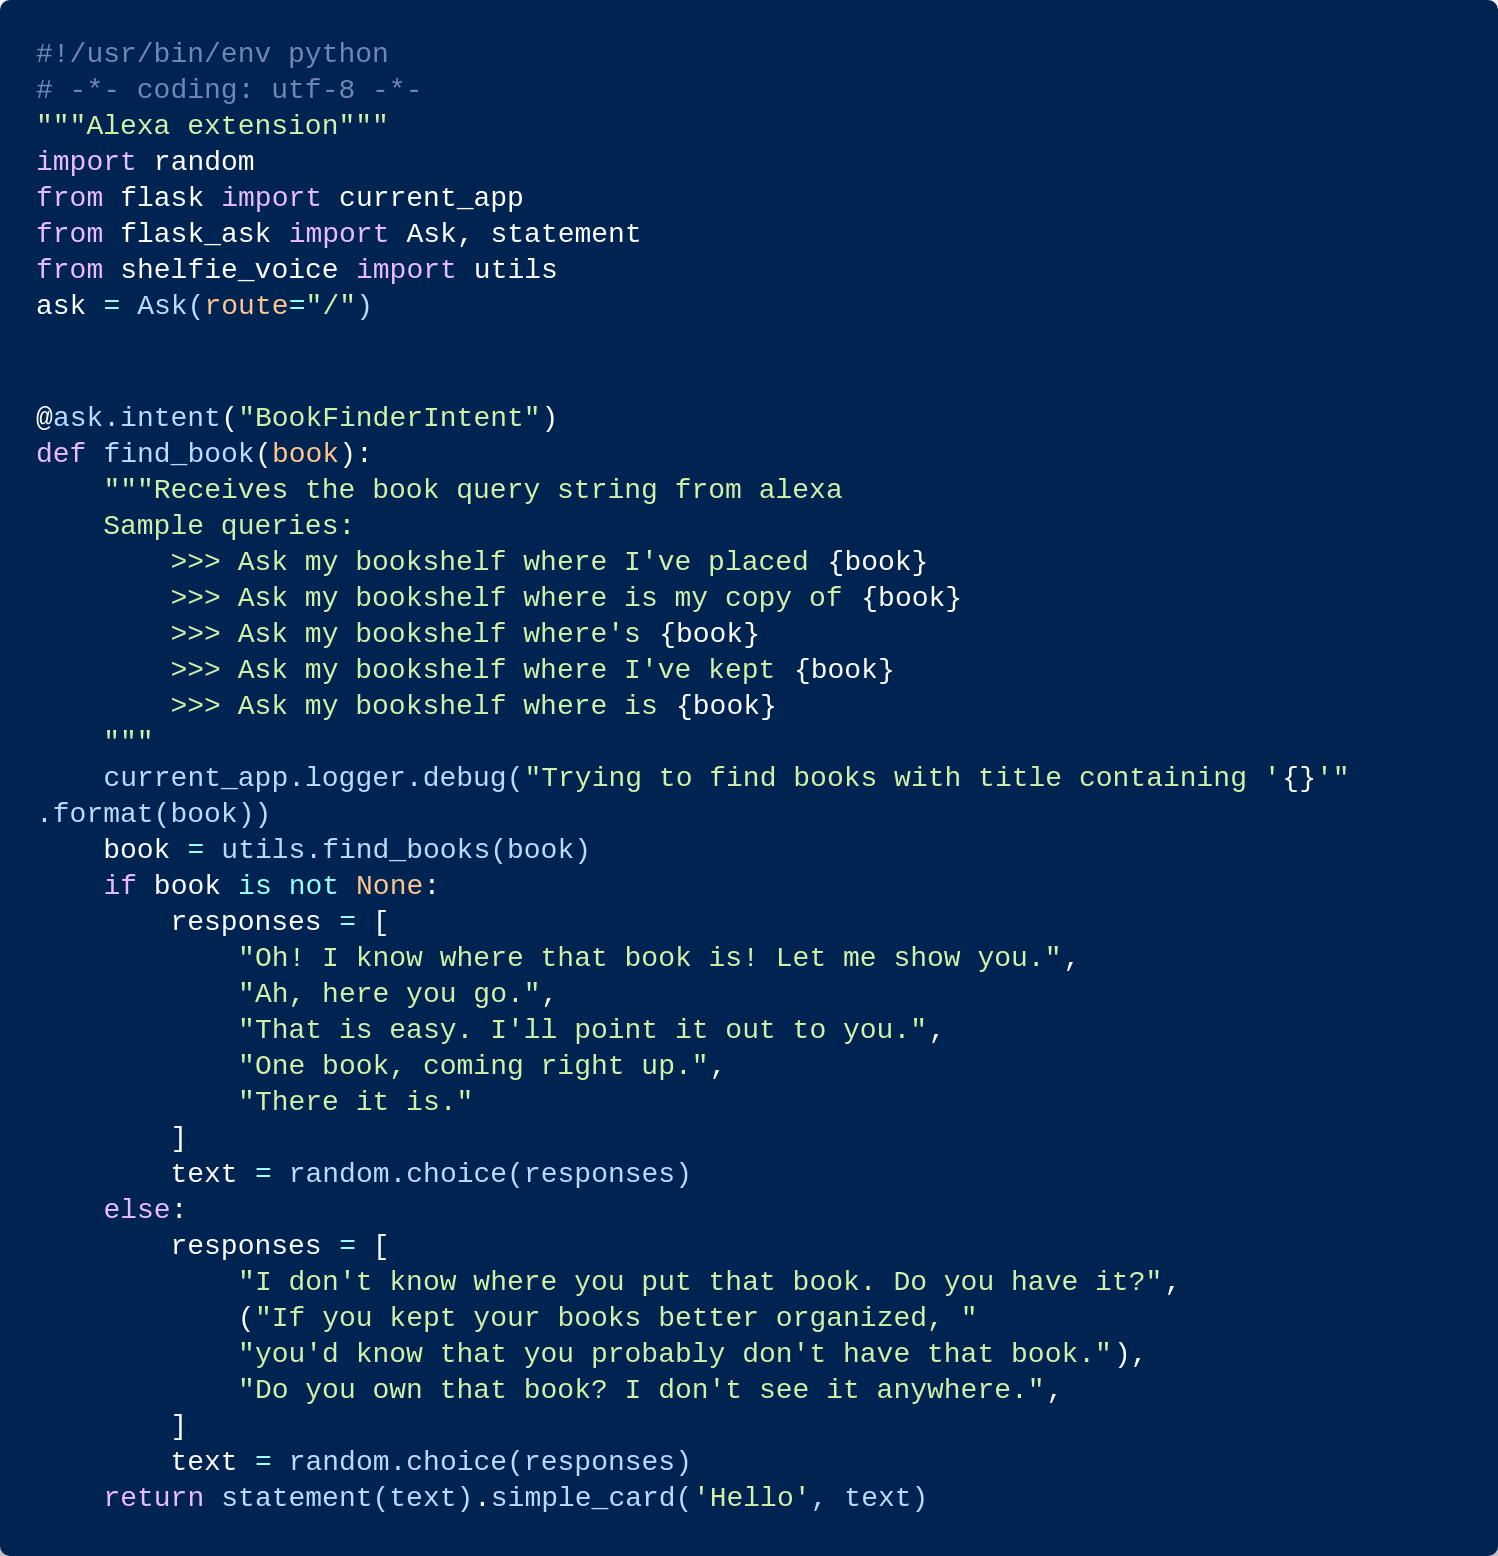 #!/usr/bin/env python
# -*- coding: utf-8 -*-
"""Alexa extension"""
import random
from flask import current_app
from flask_ask import Ask, statement
from shelfie_voice import utils
ask = Ask(route="/")


@ask.intent("BookFinderIntent")
def find_book(book):
    """Receives the book query string from alexa
    Sample queries:
        >>> Ask my bookshelf where I've placed {book}
        >>> Ask my bookshelf where is my copy of {book}
        >>> Ask my bookshelf where's {book}
        >>> Ask my bookshelf where I've kept {book}
        >>> Ask my bookshelf where is {book}
    """
    current_app.logger.debug("Trying to find books with title containing '{}'"
.format(book))
    book = utils.find_books(book)
    if book is not None:
        responses = [
            "Oh! I know where that book is! Let me show you.",
            "Ah, here you go.",
            "That is easy. I'll point it out to you.",
            "One book, coming right up.",
            "There it is."
        ]
        text = random.choice(responses)
    else:
        responses = [
            "I don't know where you put that book. Do you have it?",
            ("If you kept your books better organized, "
            "you'd know that you probably don't have that book."),
            "Do you own that book? I don't see it anywhere.",
        ]
        text = random.choice(responses)
    return statement(text).simple_card('Hello', text)